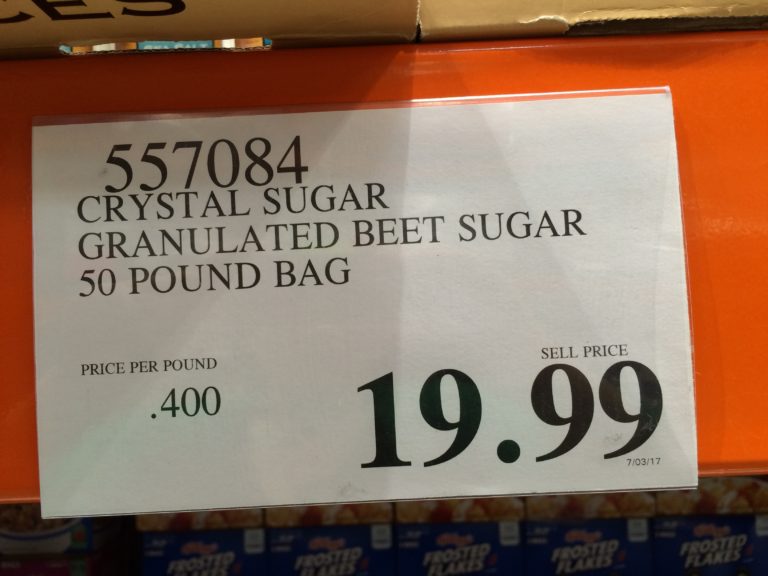 CES
557084
CRYSTAL SUGAR
GRANULATED BEET SUGAR
50 POUND BAG
PRICE PER POUND
.400
SELL PRICE
19.99
7/03/17
FROSTED FLAKES
FROSTED FLAKES
FROSTED FLAKES
FROSTED FLAKES
FROSTED FLAKES